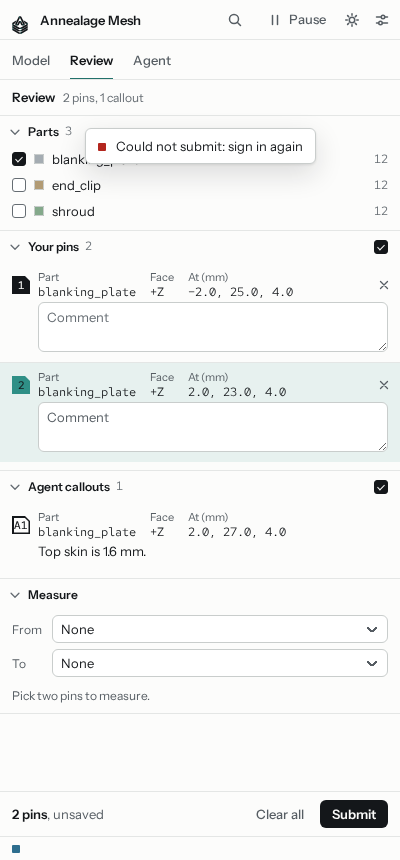 Annealage Mesh
Pause
Model Review Agent
Review 2 pins, 1 callout
Parts 3
Could not submit: sign in again
12
end_clip 12
shroud 12
Your pins 2
1
Part Face At (mm)
blanking_plate +Z −2.0, 25.0, 4.0
Comment
2
Part Face At (mm)
blanking_plate +Z 2.0, 23.0, 4.0
Comment
Agent callouts 1
A1
Part Face At (mm)
blanking_plate +Z 2.0, 27.0, 4.0
Top skin is 1.6 mm.
Measure
From None
To None
Pick two pins to measure.
2 pins, unsaved Clear all Submit